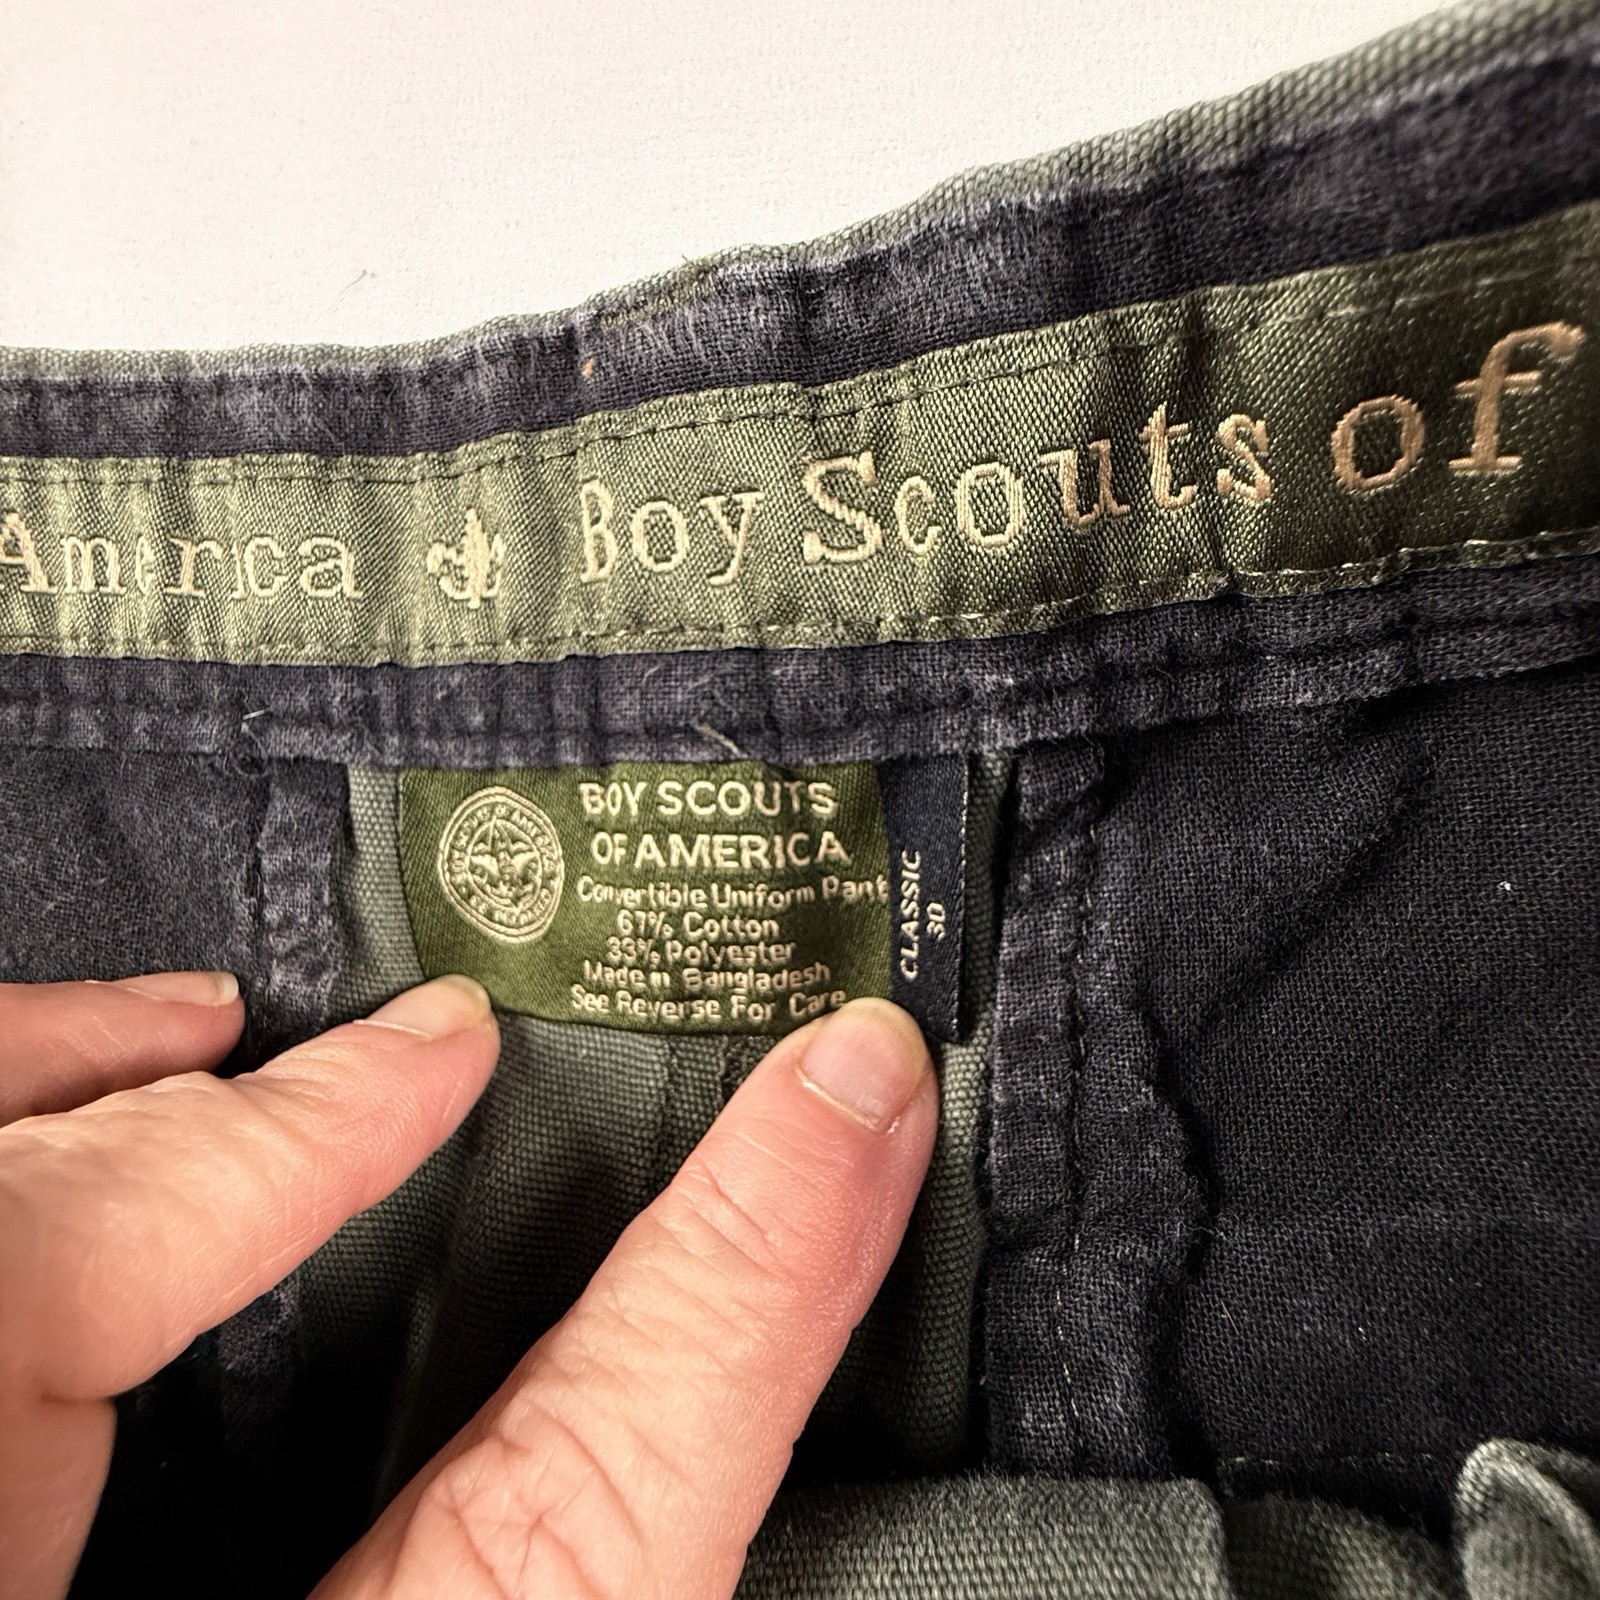 America Boy Scouts of
BOY SCOUTS
OF AMERICA
Convertible Uniform Pant
67% Cotton
33% Polyester
Made in Bangladesh
See Reverse For Care
CLASSIC
30